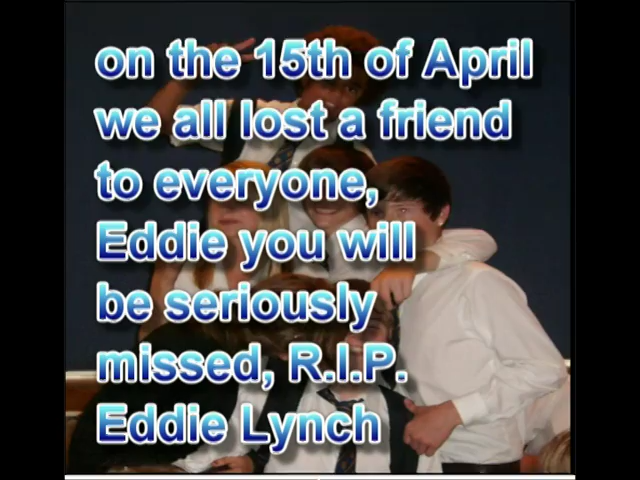 on the 15th of April
we all lost a friend
to everyone,
Eddie you will
be seriously
missed, R.I.P.
Eddie Lynch